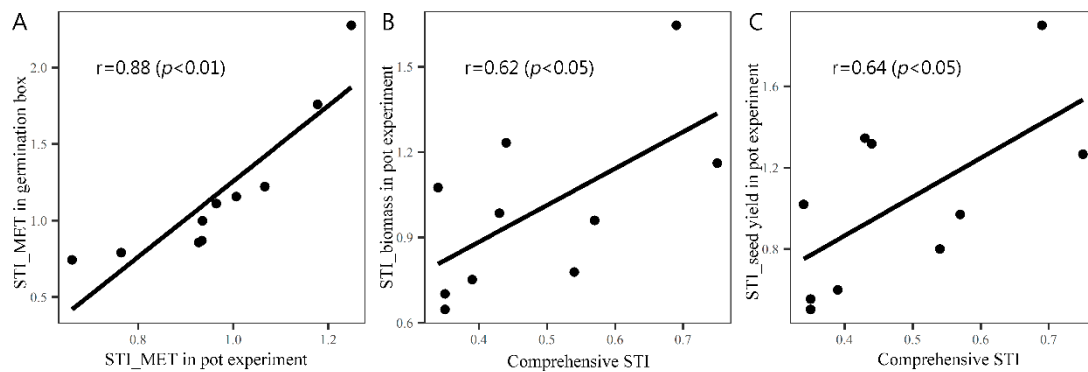 A
r=0.88 (p<0.01)
STI_MET in germination box
2.0
1.5
1.0
0.5
0.8
1.0
1.2
STI_MET in pot experiment
B
r=0.62 (p<0.05)
STI_biomass in pot experiment
1.5
1.2
0.9
0.6
0.4
0.5
0.6
0.7
Comprehensive STI
C
r=0.64 (p<0.05)
STI_seed yield in pot experiment
1.6
1.2
0.8
0.4
0.5
0.6
0.7
Comprehensive STI